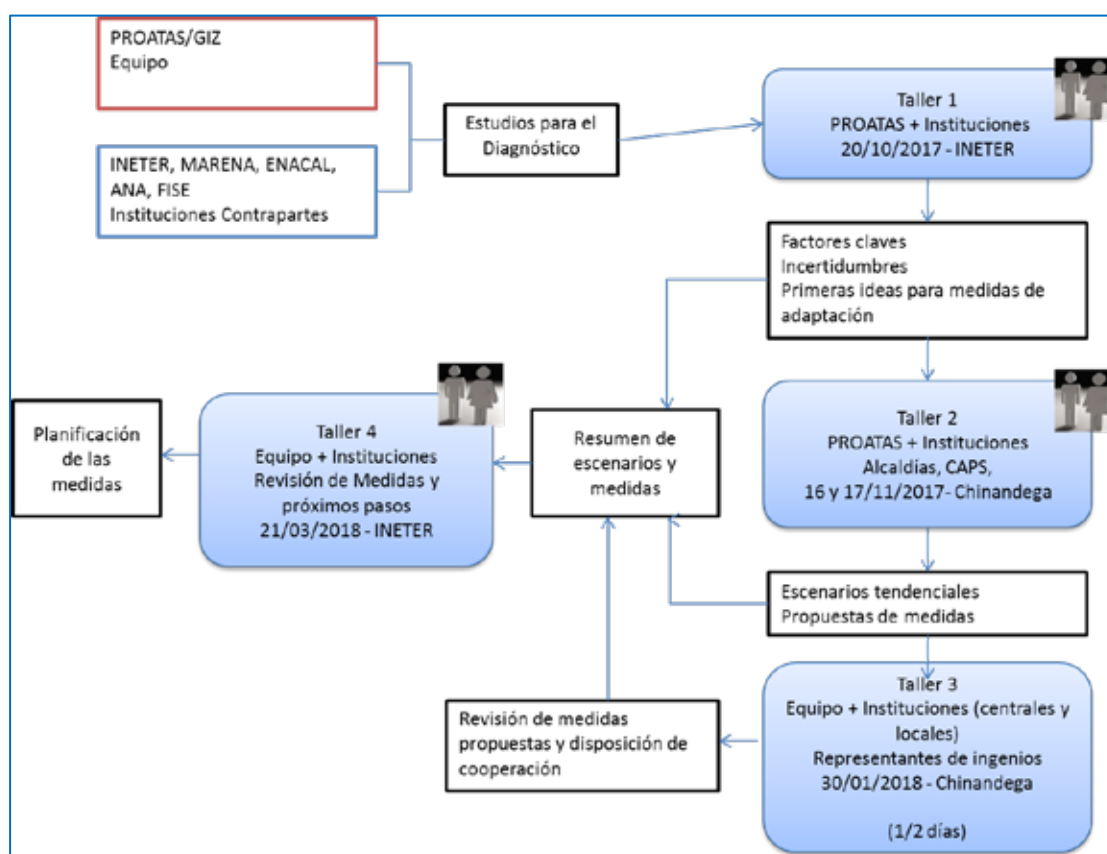 PROATAS/GIZ
Equipo
INETER, MARENA, ENACAL,
ANA, FISE
Instituciones Contrapartes
Estudios para el
Diagnóstico
Taller 1
PROATAS + Instituciones
20/10/2017 - INETER
Factores claves
Incertidumbres
Primeras ideas para medidas de
adaptación
Taller 2
PROATAS + Instituciones
Alcaldías, CAPS,
16 y 17/11/2017- Chinandega
Escenarios tendenciales
Propuestas de medidas
Taller 3
Equipo + Instituciones (centrales y
locales)
Representantes de ingenios
30/01/2018 - Chinandega
(1/2 días)
Revisión de medidas
propuestas y disposición de
cooperación
Resumen de
escenarios y
medidas
Taller 4
Equipo + Instituciones
Revisión de Medidas y
próximos pasos
21/03/2018 - INETER
Planificación
de las
medidas